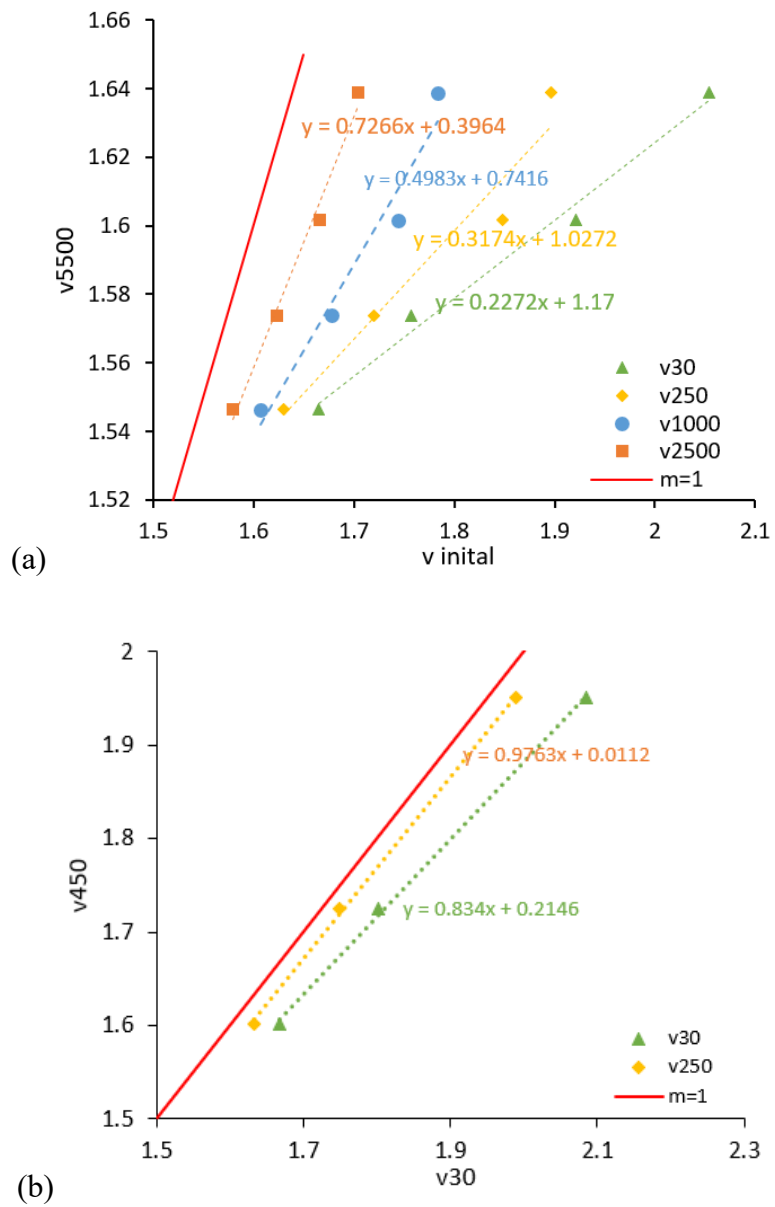 1.66
1.64
1.62
1.6
1.58
1.56
1.54
1.52
v5500
y = 0.7266x + 0.3964
y = 0.4983x + 0.7416
y = 0.3174x + 1.0272
y = 0.2272x + 1.17
v30
v250
v1000
v2500
m=1
1.5 1.6 1.7 1.8 1.9 2 2.1
v inital
(a)
2
1.9
1.8
1.7
1.6
1.5
v450
y = 0.9763x + 0.0112
y = 0.834x + 0.2146
v30
v250
m=1
1.5 1.7 1.9 2.1 2.3
v30
(b)